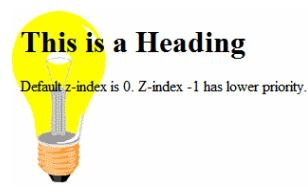 This is a Heading
Default z-index is 0. Z-index -1 has lower priority.